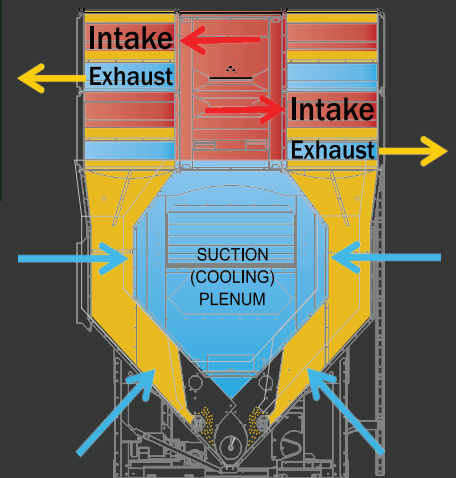 Intake
Exhaust
Intake
Exhaust
SUCTION
(COOLING)
PLENUM